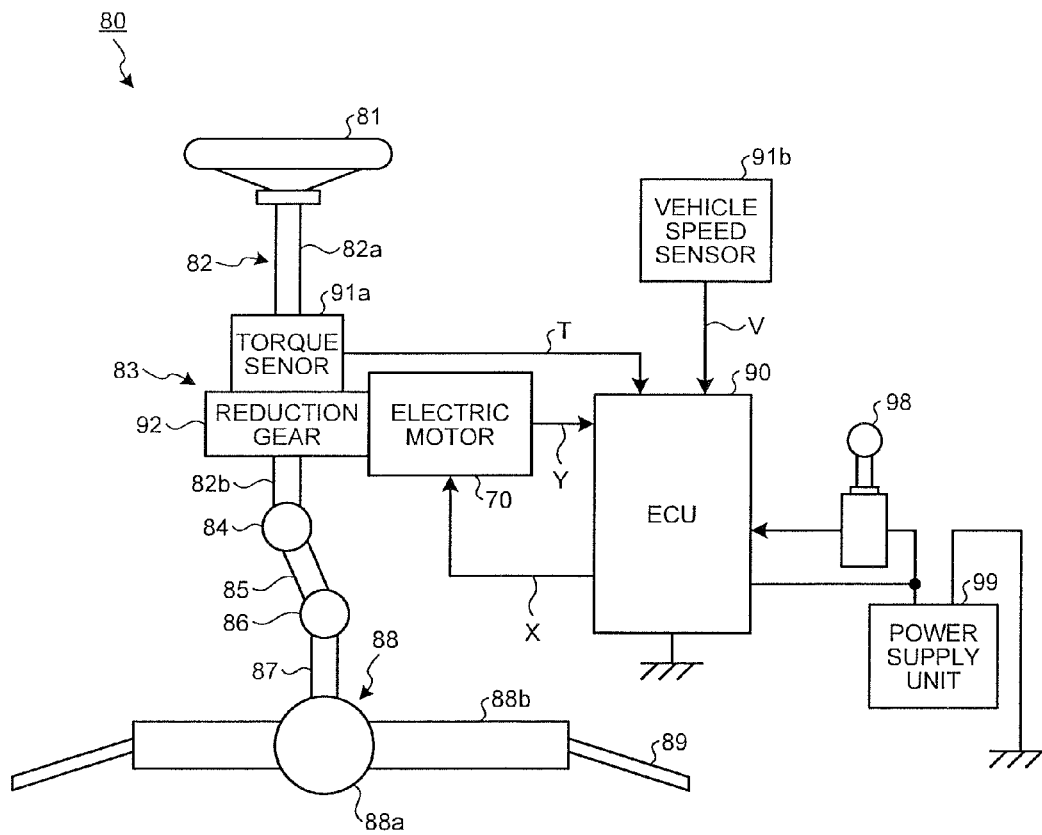 80
81
91b
VEHICLE
SPEED
SENSOR
82
82a
91a
T
V
TORQUE
SENOR
83
90
98
92
REDUCTION
GEAR
ELECTRIC
MOTOR
Y
82b
70
ECU
84
85
99
86
X
POWER
SUPPLY
UNIT
87
88
88b
89
88a